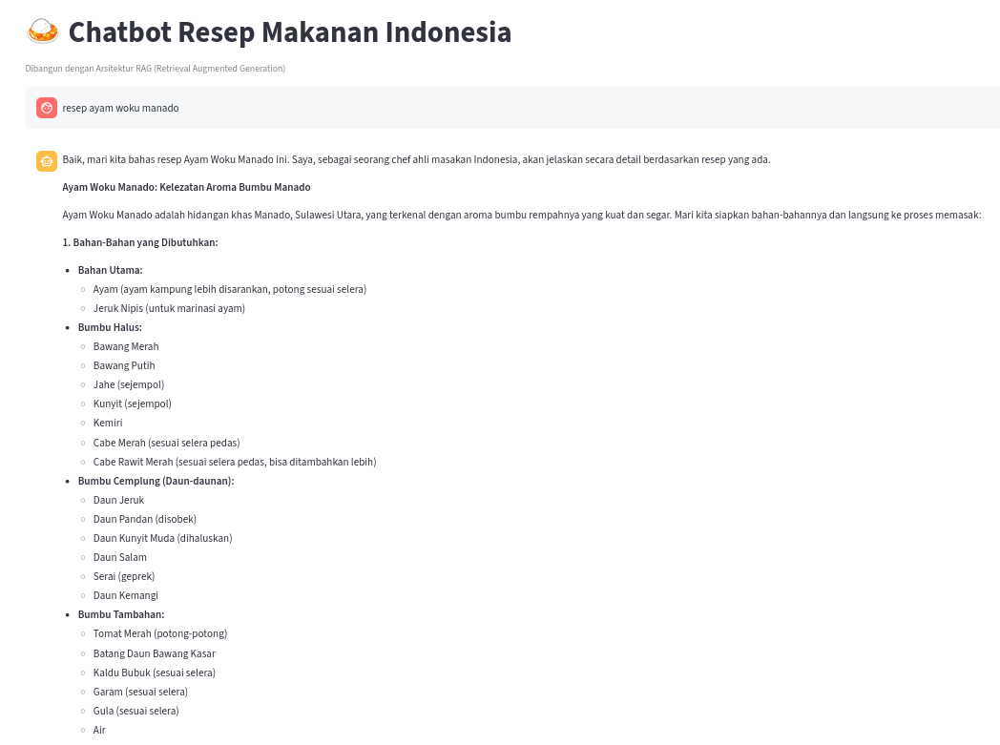 Chatbot Resep Makanan Indonesia
Dibangun dengan Arsitektur RAG (Retrieval Augmented Generation)
resep ayam woku manado
Baik, mari kita bahas resep Ayam Woku Manado ini. Saya, sebagai seorang chef ahli masakan Indonesia, akan jelaskan secara detail berdasarkan resep yang ada.
Ayam Woku Manado: Kelezatan Aroma Bumbu Manado
Ayam Woku Manado adalah hidangan khas Manado, Sulawesi Utara, yang terkenal dengan aroma bumbu rempahnya yang kuat dan segar. Mari kita siapkan bahan-bahannya dan langsung ke proses memasak:
1. Bahan-Bahan yang Dibutuhkan:
• Bahan Utama:
○ Ayam (ayam kampung lebih disarankan, potong sesuai selera)
○ Jeruk Nipis (untuk marinasi ayam)
• Bumbu Halus:
○ Bawang Merah
○ Bawang Putih
○ Jahe (sejempol)
○ Kunyit (sejempol)
○ Kemiri
○ Cabe Merah (sesuai selera pedas)
○ Cabe Rawit Merah (sesuai selera pedas, bisa ditambahkan lebih)
• Bumbu Cemplung (Daun-daunan):
○ Daun Jeruk
○ Daun Pandan (disobek)
○ Daun Kunyit Muda (dihaluskan)
○ Daun Salam
○ Serai (geprek)
○ Daun Kemangi
• Bumbu Tambahan:
○ Tomat Merah (potong-potong)
○ Batang Daun Bawang Kasar
○ Kaldu Bubuk (sesuai selera)
○ Garam (sesuai selera)
○ Gula (sesuai selera)
○ Air